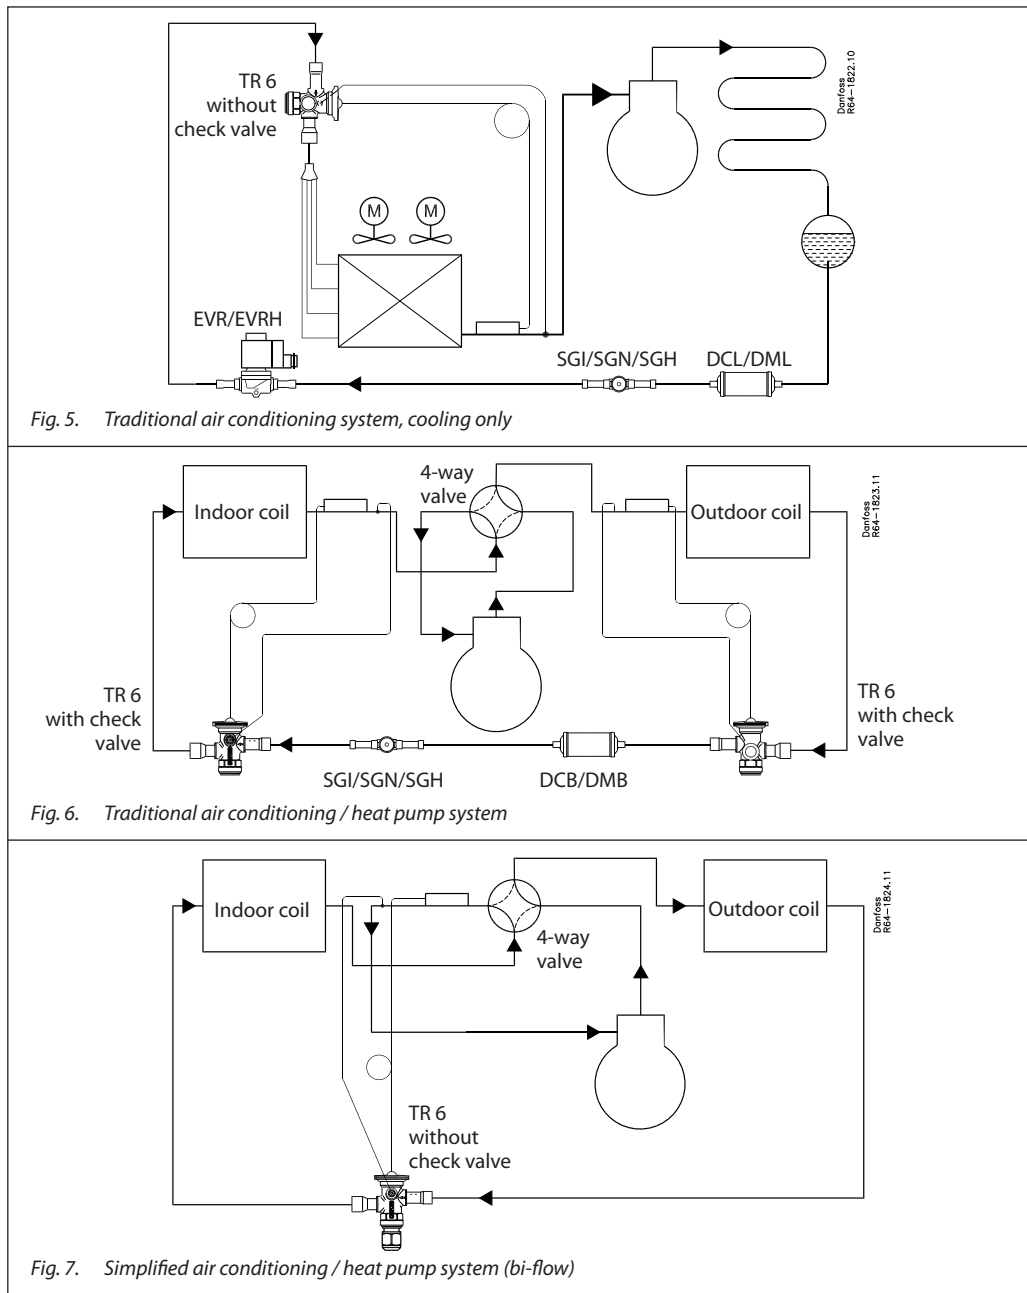 TR 6
without
check valve
Danfoss
R64-1822.10
M
M
EVR/EVRH
SGI/SGN/SGH
DCL/DML
Fig. 5. Traditional air conditioning system, cooling only
4-way
valve
Indoor coil
Outdoor coil
Danfoss
R64-1823.11
TR 6
with check
valve
TR 6
with check
valve
SGI/SGN/SGH
DCB/DMB
Fig. 6. Traditional air conditioning / heat pump system
Indoor coil
4-way
valve
Outdoor coil
Danfoss
R64-1824.11
TR 6
without
check valve
Fig. 7. Simplified air conditioning / heat pump system (bi-flow)